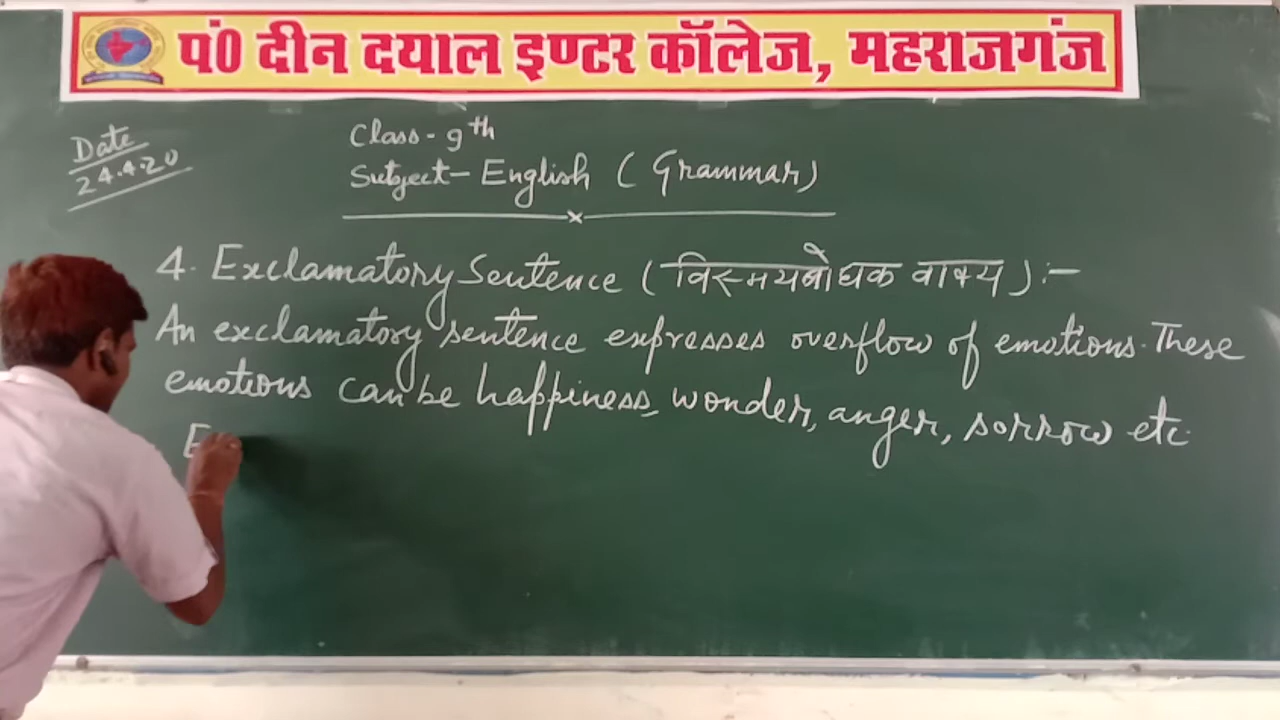 पं0 दीन दयाल इण्टर कॉलेज, महराजगंज
Date
24.4.20
Class - 9th
Subject - English ( Grammar )
4. Exclamatory Sentence ( विस्मयबोधक वाक्य ) :-
An exclamatory sentence expresses overflow of emotions. These
emotions can be happiness, wonder, anger, sorrow etc.
E